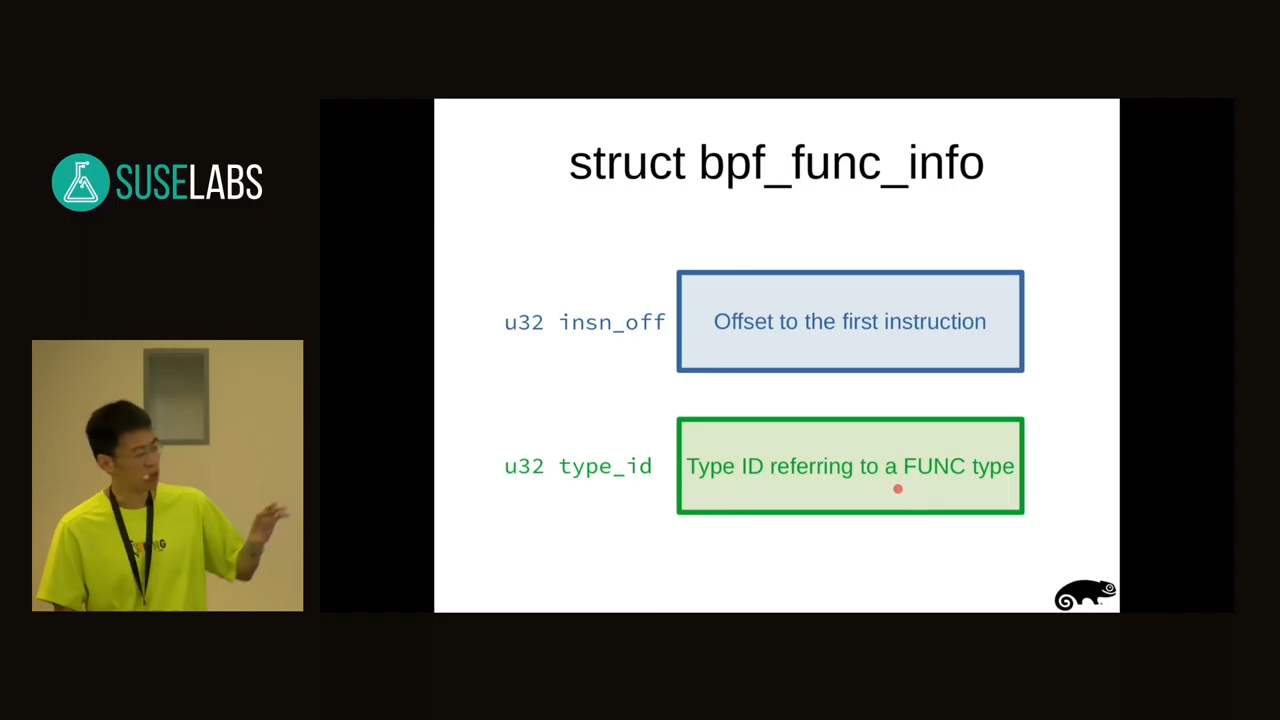 SUSELABS
struct bpf_func_info
u32 insn_off
Offset to the first instruction
u32 type_id
Type ID referring to a FUNC type